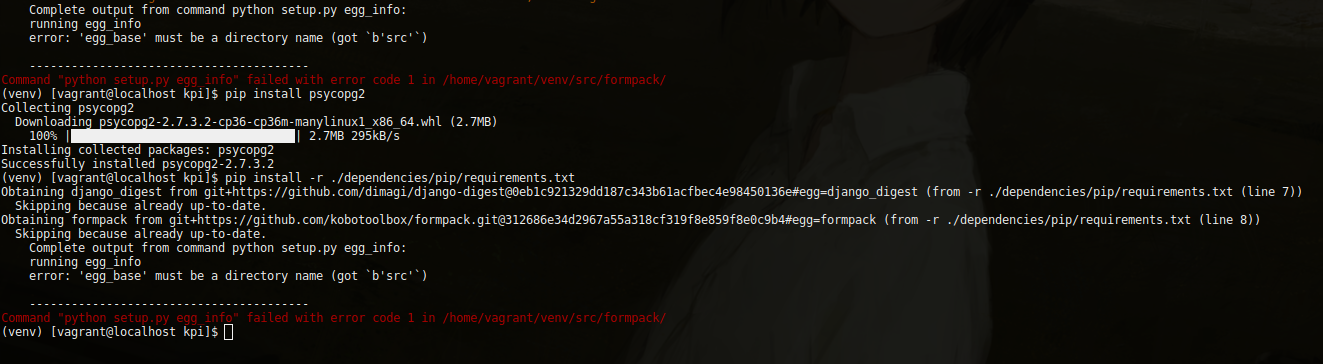 Complete output from command python setup.py egg_info:
running egg_info
error: 'egg_base' must be a directory name (got `b'src'`)
----------------------------------------
Command "python setup.py egg_info" failed with error code 1 in /home/vagrant/venv/src/formpack/
(venv) [vagrant@localhost kpi]$ pip install psycopg2
Collecting psycopg2
Downloading psycopg2-2.7.3.2-cp36-cp36m-manylinux1_x86_64.whl (2.7MB)
100% |████████████████████████████████| 2.7MB 295kB/s
Installing collected packages: psycopg2
Successfully installed psycopg2-2.7.3.2
(venv) [vagrant@localhost kpi]$ pip install -r ./dependencies/pip/requirements.txt
Obtaining django_digest from git+https://github.com/dimagi/django-digest@0eb1c921329dd187c343b61acfbec4e98450136e#egg=django_digest (from -r ./dependencies/pip/requirements.txt (line 7))
Skipping because already up-to-date.
Obtaining formpack from git+https://github.com/kobotoolbox/formpack.git@312686e34d2967a55a318cf319f8e859f8e0c9b4#egg=formpack (from -r ./dependencies/pip/requirements.txt (line 8))
Skipping because already up-to-date.
Complete output from command python setup.py egg_info:
running egg_info
error: 'egg_base' must be a directory name (got `b'src'`)
----------------------------------------
Command "python setup.py egg_info" failed with error code 1 in /home/vagrant/venv/src/formpack/
(venv) [vagrant@localhost kpi]$